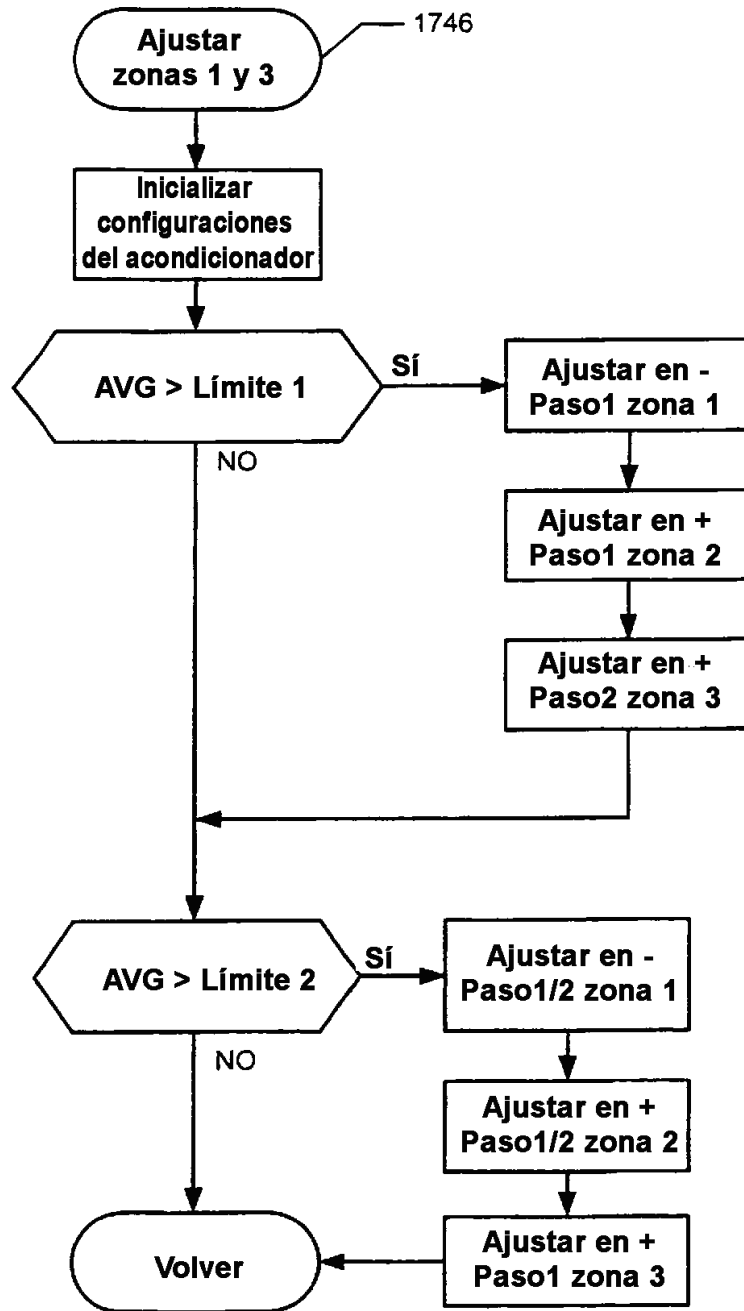 Ajustar
zonas 1 y 3
1746
Inicializar
configuraciones
del acondicionador
AVG > Límite 1
Sí
NO
Ajustar en -
Paso1 zona 1
Ajustar en +
Paso1 zona 2
Ajustar en +
Paso2 zona 3
AVG > Límite 2
Sí
NO
Ajustar en -
Paso1/2 zona 1
Ajustar en +
Paso1/2 zona 2
Ajustar en +
Paso1 zona 3
Volver